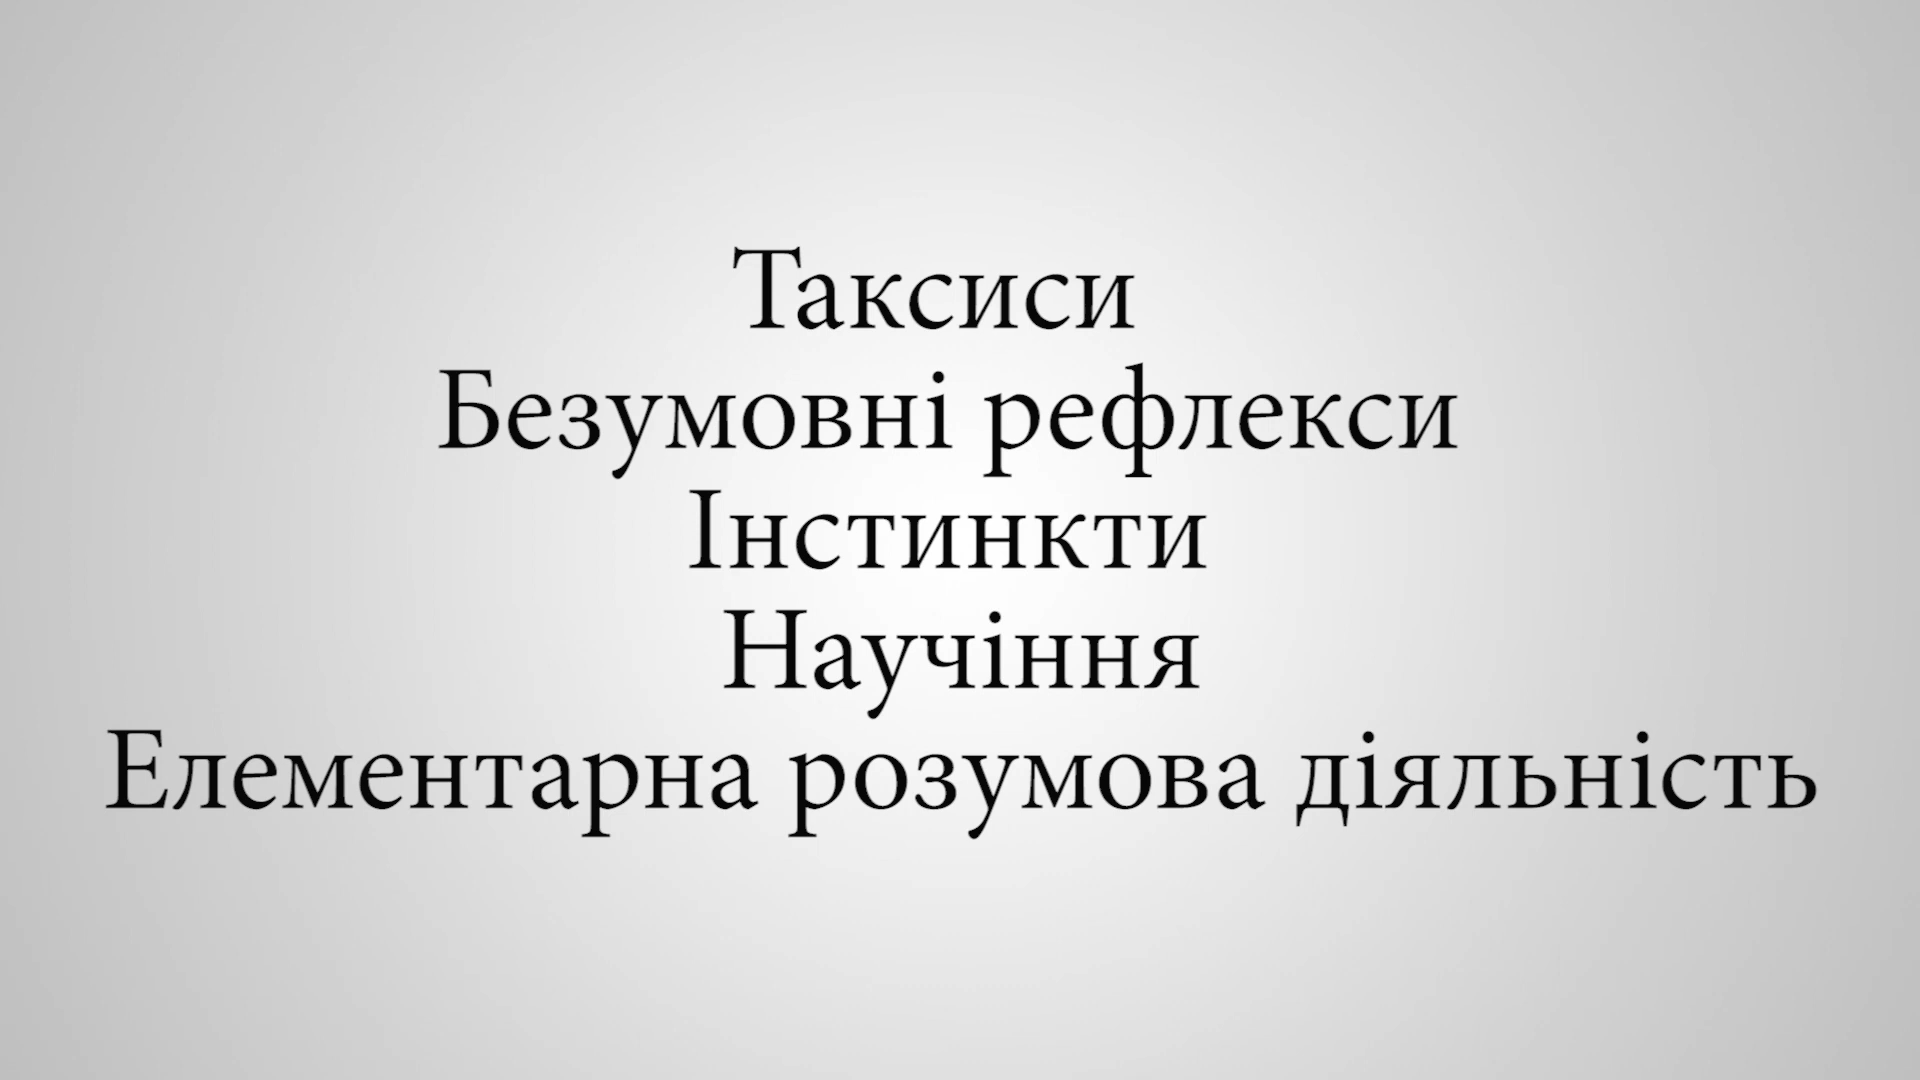 Таксиси
Безумовні рефлекси
Інстинкти
Научіння
Елементарна розумова діяльність